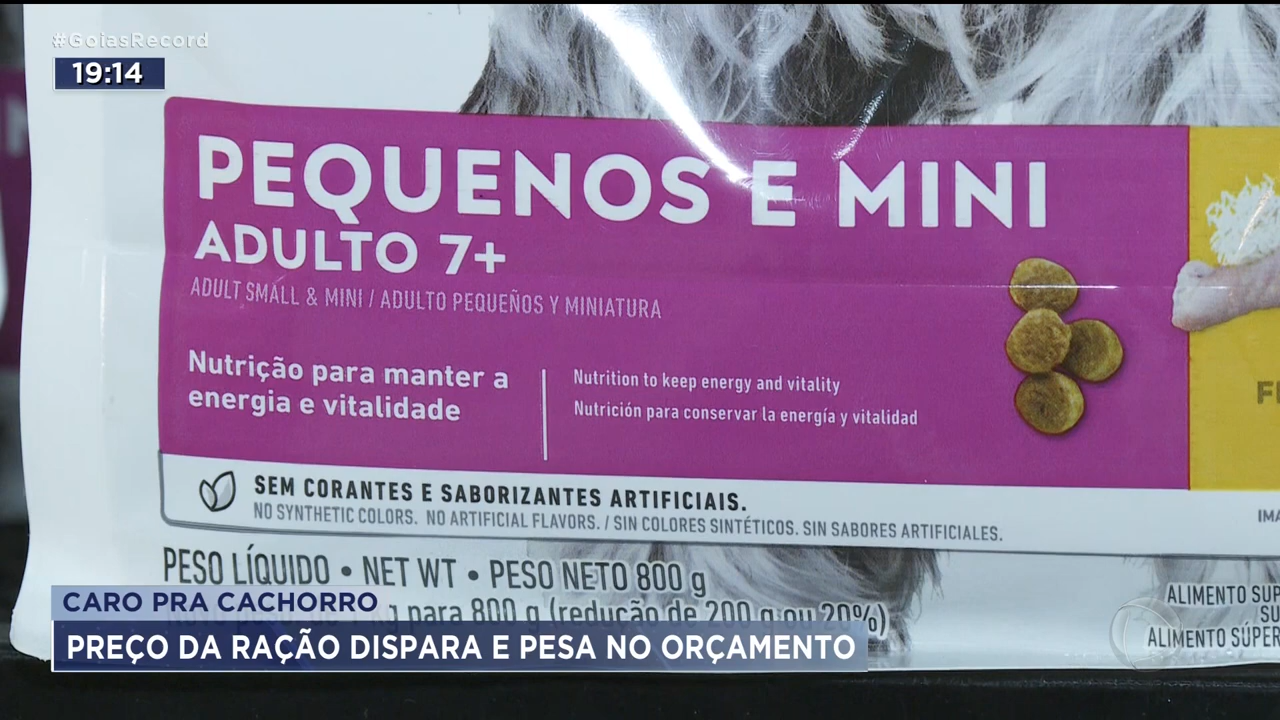 #GoiasRecord
19:14
PEQUENOS E MINI
ADULTO 7+
ADULT SMALL & MINI / ADULTO PEQUEÑOS Y MINIATURA
Nutrição para manter a
energia e vitalidade
Nutrition to keep energy and vitality
Nutrición para conservar la energía y vitalidad
SEM CORANTES E SABORIZANTES ARTIFICIAIS.
NO SYNTHETIC COLORS. NO ARTIFICIAL FLAVORS. / SIN COLORES SINTÉTICOS. SIN SABORES ARTIFICIALES.
PESO LÍQUIDO • NET WT • PESO NETO 800 g
kg para 800 g (redução de 200 g ou 20%)
ALIMENTO
ALIMENTO
CARO PRA CACHORRO
PREÇO DA RAÇÃO DISPARA E PESA NO ORÇAMENTO